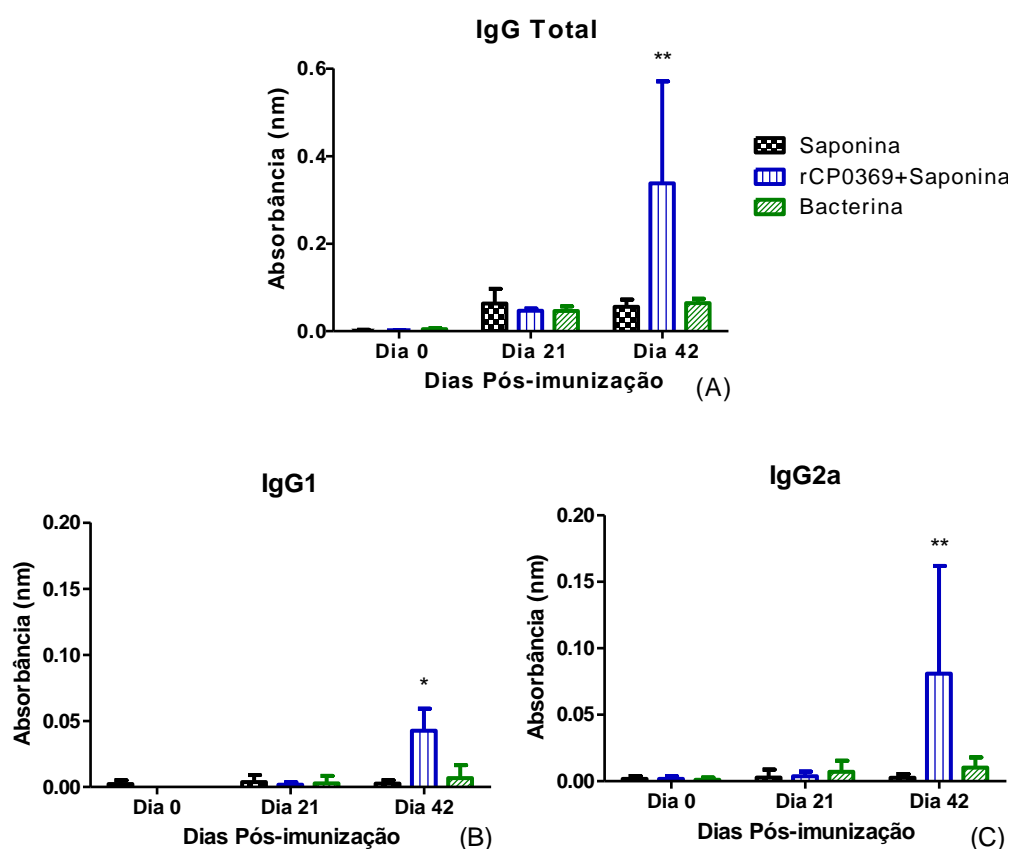 IgG Total
**
0.6
0.4
0.2
0.0
Absorbância (nm)
Dia 0 Dia 21 Dia 42
Dias Pós-imunização
(A)
Saponina
rCP0369+Saponina
Bacterina
IgG1
0.20
0.15
0.10
0.05
0.00
Absorbância (nm)
*
Dia 0 Dia 21 Dia 42
Dias Pós-imunização
(B)
IgG2a
0.20
0.15
0.10
0.05
0.00
Absorbância (nm)
**
Dia 0 Dia 21 Dia 42
Dias Pós-imunização
(C)